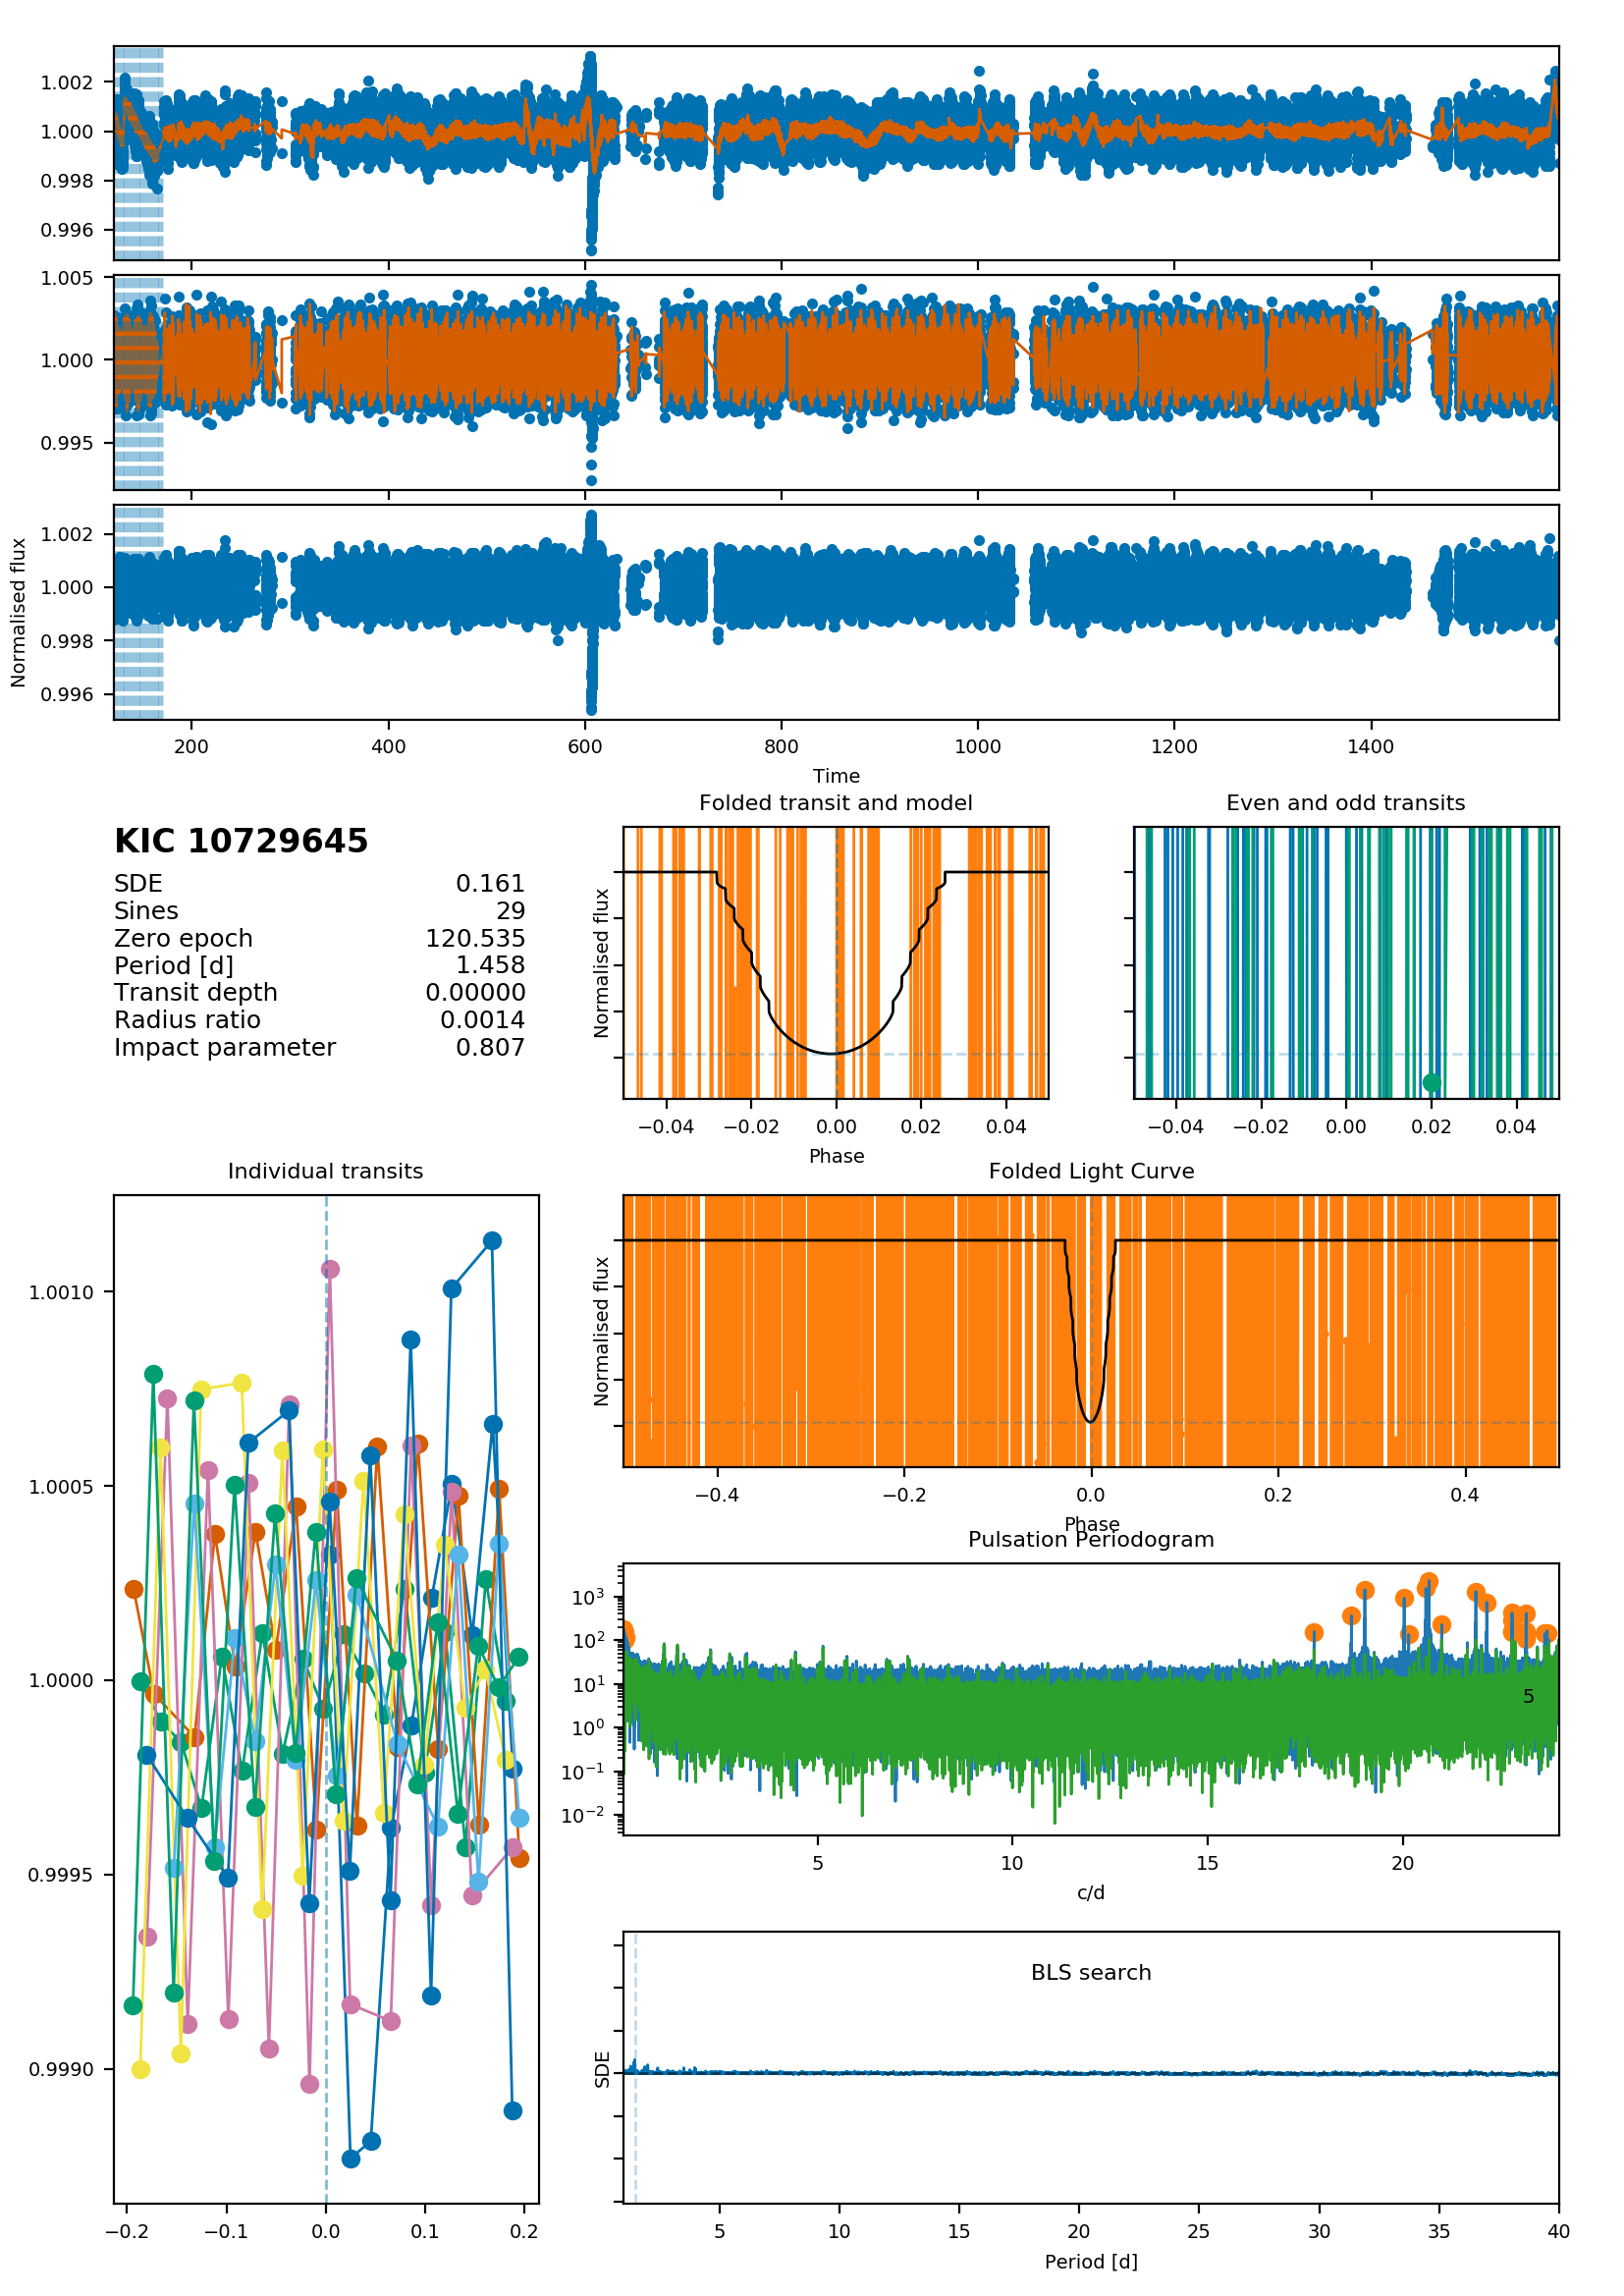 1.002
1.000
0.998
0.996
1.005
1.000
0.995
1.002
1.000
0.998
0.996
Normalised flux
200 400 600 800 1000 1200 1400
Time
KIC 10729645
SDE 0.161
Sines 29
Zero epoch 120.535
Period [d] 1.458
Transit depth 0.00000
Radius ratio 0.0014
Impact parameter 0.807
Folded transit and model
Normalised flux
−0.04 −0.02 0.00 0.02 0.04
Phase
Even and odd transits
−0.04 −0.02 0.00 0.02 0.04
Individual transits
1.0010
1.0005
1.0000
0.9995
0.9990
−0.2 −0.1 0.0 0.1 0.2
Folded Light Curve
Normalised flux
−0.4 −0.2 0.0 0.2 0.4
Phase
Pulsation Periodogram
10³
10²
10¹
10⁰
10⁻¹
10⁻²
5
5 10 15 20
c/d
BLS search
SDE
5 10 15 20 25 30 35 40
Period [d]